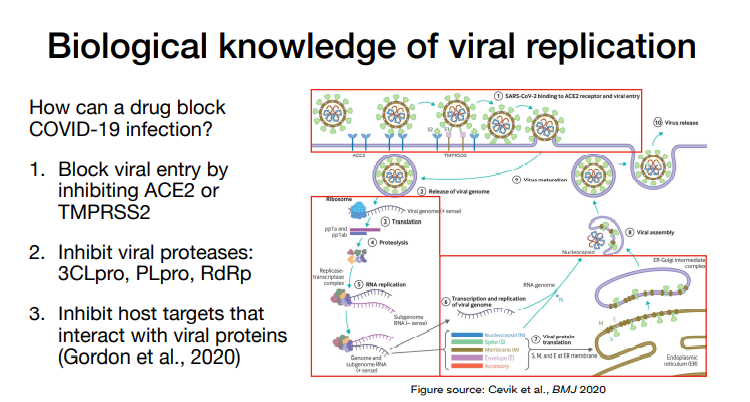 Biological knowledge of viral replication
How can a drug block
COVID-19 infection?
1. Block viral entry by
inhibiting ACE2 or
TMPRSS2
2. Inhibit viral proteases:
3CLpro, PLpro, RdRp
3. Inhibit host targets that
interact with viral proteins
(Gordon et al., 2020)
1 SARS-CoV-2 binding to ACE2 receptor and viral entry
ACE2
S2 S1
TMPRSS2
10 Virus release
9 Virus maturation
2 Release of viral genome
Ribosome
Viral genome (+ sense)
3 Translation
pp1a and
pp1ab
4 Proteolysis
Replicase-
transcriptase
complex
5 RNA replication
Subgenome
RNA (– sense)
Genome and
subgenome RNA
(+ sense)
6 Transcription and replication
of viral genome
RNA genome
N
Nucleocapsid (N)
Spike (S)
Membrane (M)
Envelope (E)
Accessory
7 Viral protein
translation
S, M, and E at ER membrane
8 Viral assembly
Nucleocapsid
ER-Golgi intermediate
complex
M
E
S
Endoplasmic
reticulum (ER)
Figure source: Cevik et al., BMJ 2020